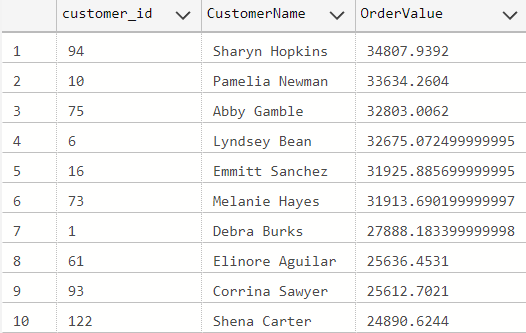 customer_id CustomerName OrderValue
1 94 Sharyn Hopkins 34807.9392
2 10 Pamelia Newman 33634.2604
3 75 Abby Gamble 32803.0062
4 6 Lyndsey Bean 32675.072499999995
5 16 Emmitt Sanchez 31925.885699999995
6 73 Melanie Hayes 31913.690199999997
7 1 Debra Burks 27888.183399999998
8 61 Elinore Aguilar 25636.4531
9 93 Corrina Sawyer 25612.7021
10 122 Shena Carter 24890.6244